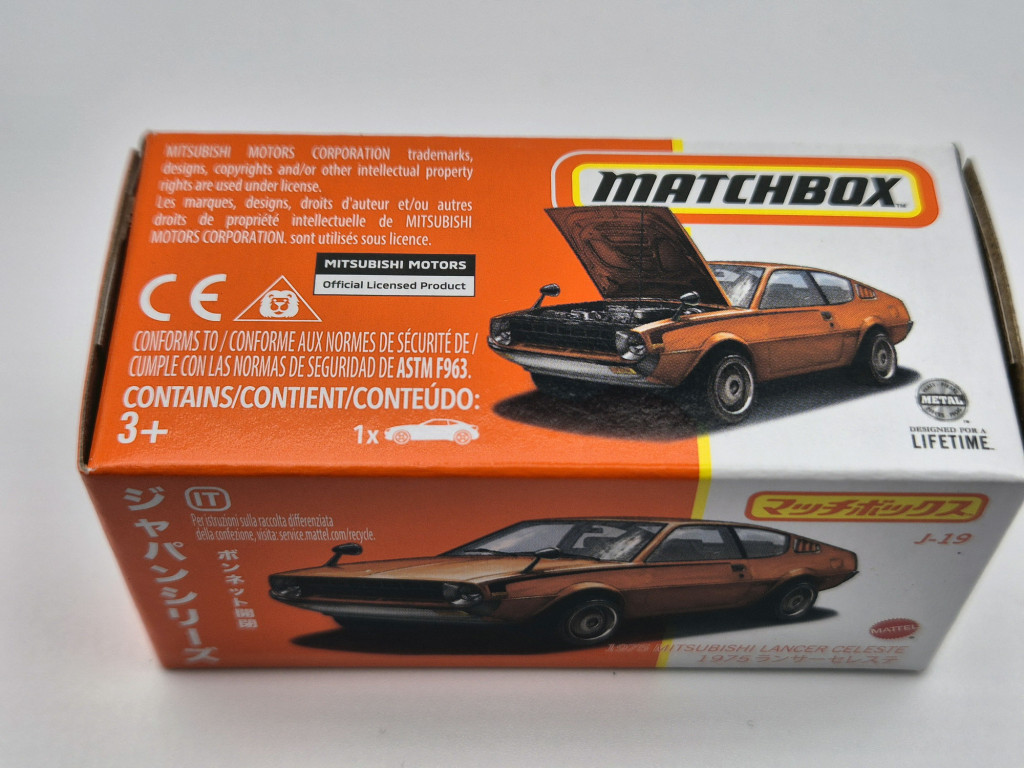 MITSUBISHI MOTORS CORPORATION trademarks,
designs, copyrights and/or other intellectual property
rights are used under license.
Les marques, designs, droits d'auteur et/ou autres
droits de propriété intellectuelle de MITSUBISHI
MOTORS CORPORATION. sont utilisés sous licence.
MITSUBISHI MOTORS
Official Licensed Product
CE
CONFORMS TO / CONFORME AUX NORMES DE SÉCURITÉ DE /
CUMPLE CON LAS NORMAS DE SEGURIDAD DE ASTM F963.
CONTAINS/CONTIENT/CONTEÚDO:
3+
1x
MATCHBOX™
METAL
DESIGNED FOR A
LIFETIME™
ジャパンシリーズ
IT
Per istruzioni sulla raccolta differenziata
della confezione, visita: service.mattel.com/recycle.
ボンネット開閉
マッチボックス
J-19
MATTEL
1975 MITSUBISHI LANCER CELESTE
1975 ランサーセレステ